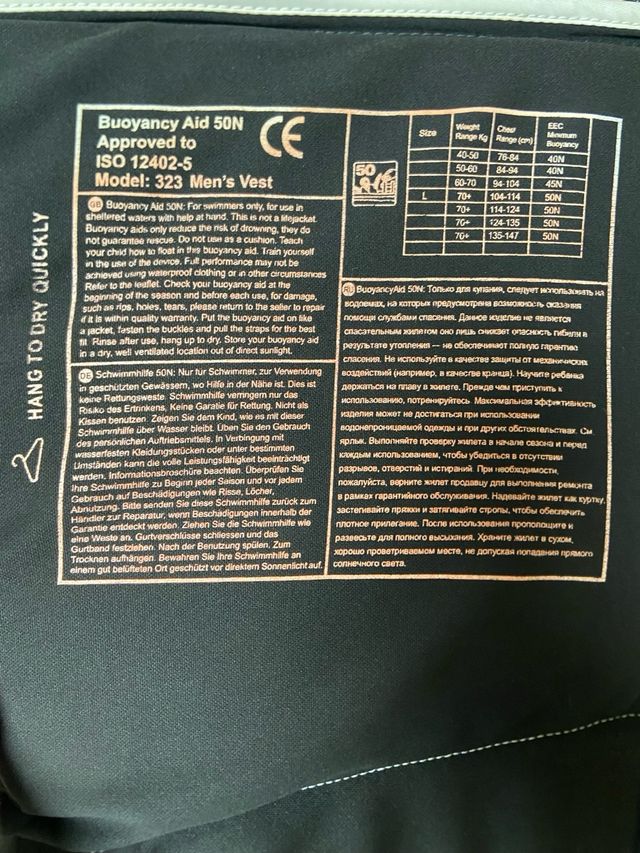 HANG TO DRY QUICKLY
Buoyancy Aid 50N
Approved to
ISO 12402-5
Model: 323 Men's Vest
CE
50
Size Weight Range Kg Chest Range (cm) EEC Minimum Buoyancy
40-50 76-84 40N
50-60 84-94 40N
60-70 94-104 45N
L 70+ 104-114 50N
70+ 114-124 50N
70+ 124-135 50N
70+ 135-147 50N
GB Buoyancy Aid 50N: For swimmers only, for use in
sheltered waters with help at hand. This is not a lifejacket.
Buoyancy aids only reduce the risk of drowning, they do
not guarantee rescue. Do not use as a cushion. Teach
your child how to float in this buoyancy aid. Train yourself
in the use of the device. Full performance may not be
achieved using waterproof clothing or in other circumstances
Refer to the leaflet. Check your buoyancy aid at the
beginning of the season and before each use, for damage,
such as rips, holes, tears, please return to the seller to repair
if it is within quality warranty. Put the buoyancy aid on like
a jacket, fasten the buckles and pull the straps for the best
fit. Rinse after use, hang up to dry. Store your buoyancy aid
in a dry, well ventilated location out of direct sunlight.
DE Schwimmhilfe 50N: Nur für Schwimmer, zur Verwendung
in geschützten Gewässern, wo Hilfe in der Nähe ist. Dies ist
keine Rettungsweste. Schwimmhilfe verringern nur das
Risiko des Ertrinkens, Keine Garantie für Rettung. Nicht als
Kissen benutzen. Zeigen Sie dem Kind, wie es mit dieser
Schwimmhilfe über Wasser bleibt. Üben Sie den Gebrauch
des persönlichen Auftriebsmittels. In Verbingung mit
wasserfesten Kleidungsstücken oder unter bestimmten
Umständen kann die volle Leistungsfähigkeit beeinträchtigt
werden. Informationsbroschüre beachten. Überprüfen Sie
Ihre Schwimmhilfe zu Beginn jeder Saison und vor jadem
Gebrauch auf Beschädigungen wie Risse, Löcher,
Abnutzung. Bitte senden Sie diese Schwimmhilfe zurück zum
Händler zur Reparatur, wenn Beschädigungen innerhalb der
Garantie entdeckt werden. Ziehen Sie die Schwimmhilfe wie
eine Weste an. Gurtverschlüsse schliessen und das
Gurtband festziehen. Nach der Benutzung spülen, Zum
Trocknen aufhängen. Bewahren Sie Ihre Schwimmhilfe an
einem gut belüfteten Ort geschützt vor direktem Sonnenlicht auf.
RU BuoyancyAid 50N: Только для купания, следует использовать на
водоемах, на которых предусмотрена возможность оказания
помощи службами спасения. Данное изделие не является
спасательным жилетом оно лишь снижает опасность гибели в
результате утопления — но обеспечивает полную гарантию
спасения. Не используйте в качестве защиты от механических
воздействий (например, в качестве кранца). Научите ребёнка
держаться на плаву в жилете. Прежде чем приступить к
использованию, потренируйтесь. Максимальная эффективность
изделия может не достигаться при использовании
водонепроницаемой одежды и при других обстоятельствах. См
ярлык. Выполняйте проверку жилета в начале сезона и перед
каждым использованием, чтобы убедиться в отсутствии
разрывов, отверстий и истираний. При необходимости,
пожалуйста, верните жилет продавцу для выполнения ремонта
в рамках гарантийного обслуживания. Надевайте жилет как куртку,
застегивайте пряжки и затягивайте стропы, чтобы обеспечить
плотное прилегание. После использования прополощите и
развесьте для полного высыхания. Храните жилет в сухом,
хорошо проветриваемом месте, не допуская попадания прямого
солнечного света.